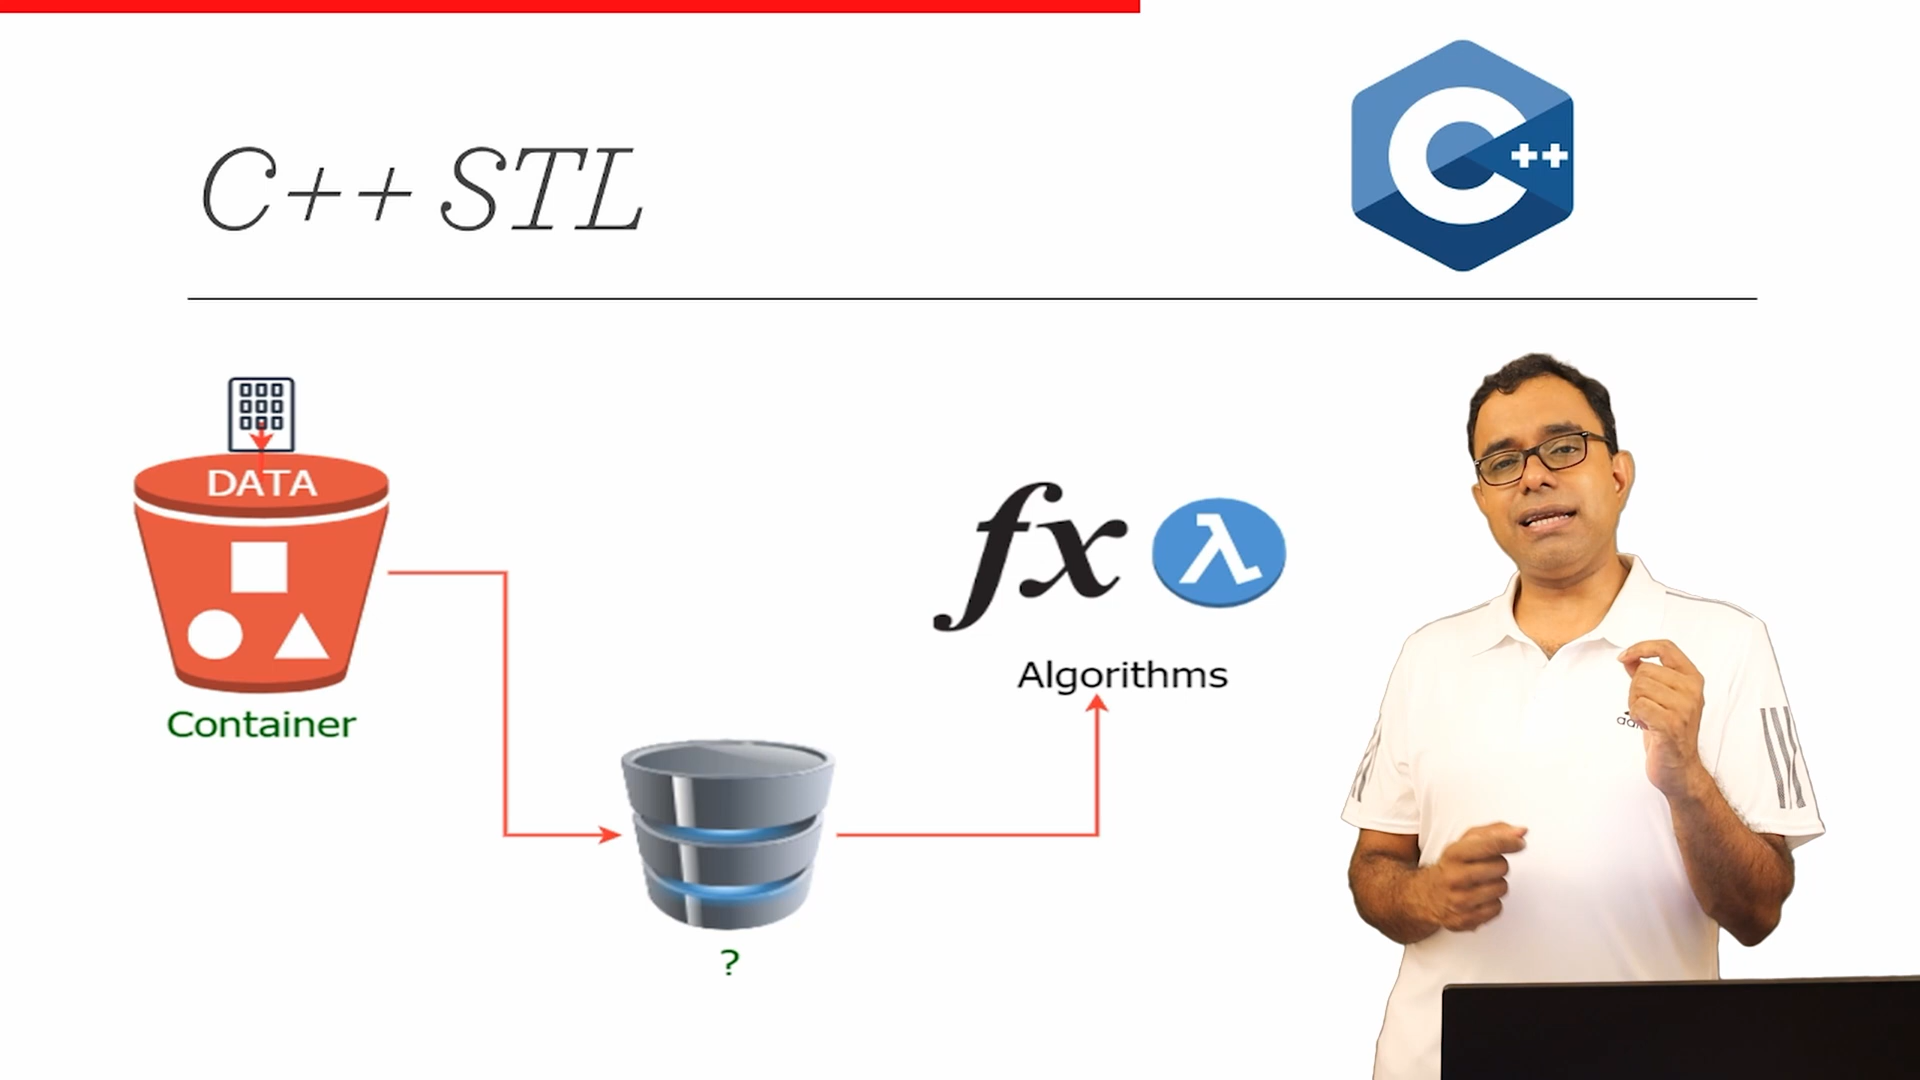 C++ STL
C ++
DATA
Container
fx λ
Algorithms
?